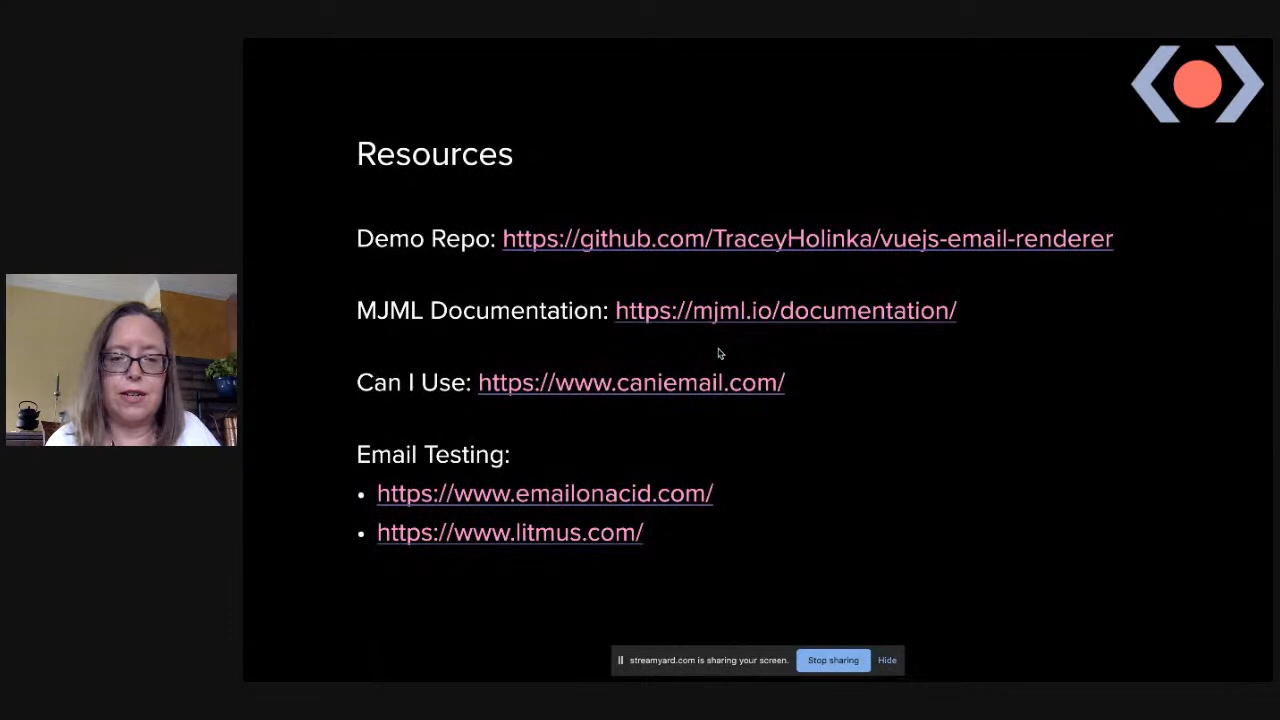 Resources
Demo Repo: https://github.com/TraceyHolinka/vuejs-email-renderer
MJML Documentation: https://mjml.io/documentation/
Can I Use: https://www.caniemail.com/
Email Testing:
• https://www.emailonacid.com/
• https://www.litmus.com/
streamyard.com is sharing your screen. Stop sharing Hide